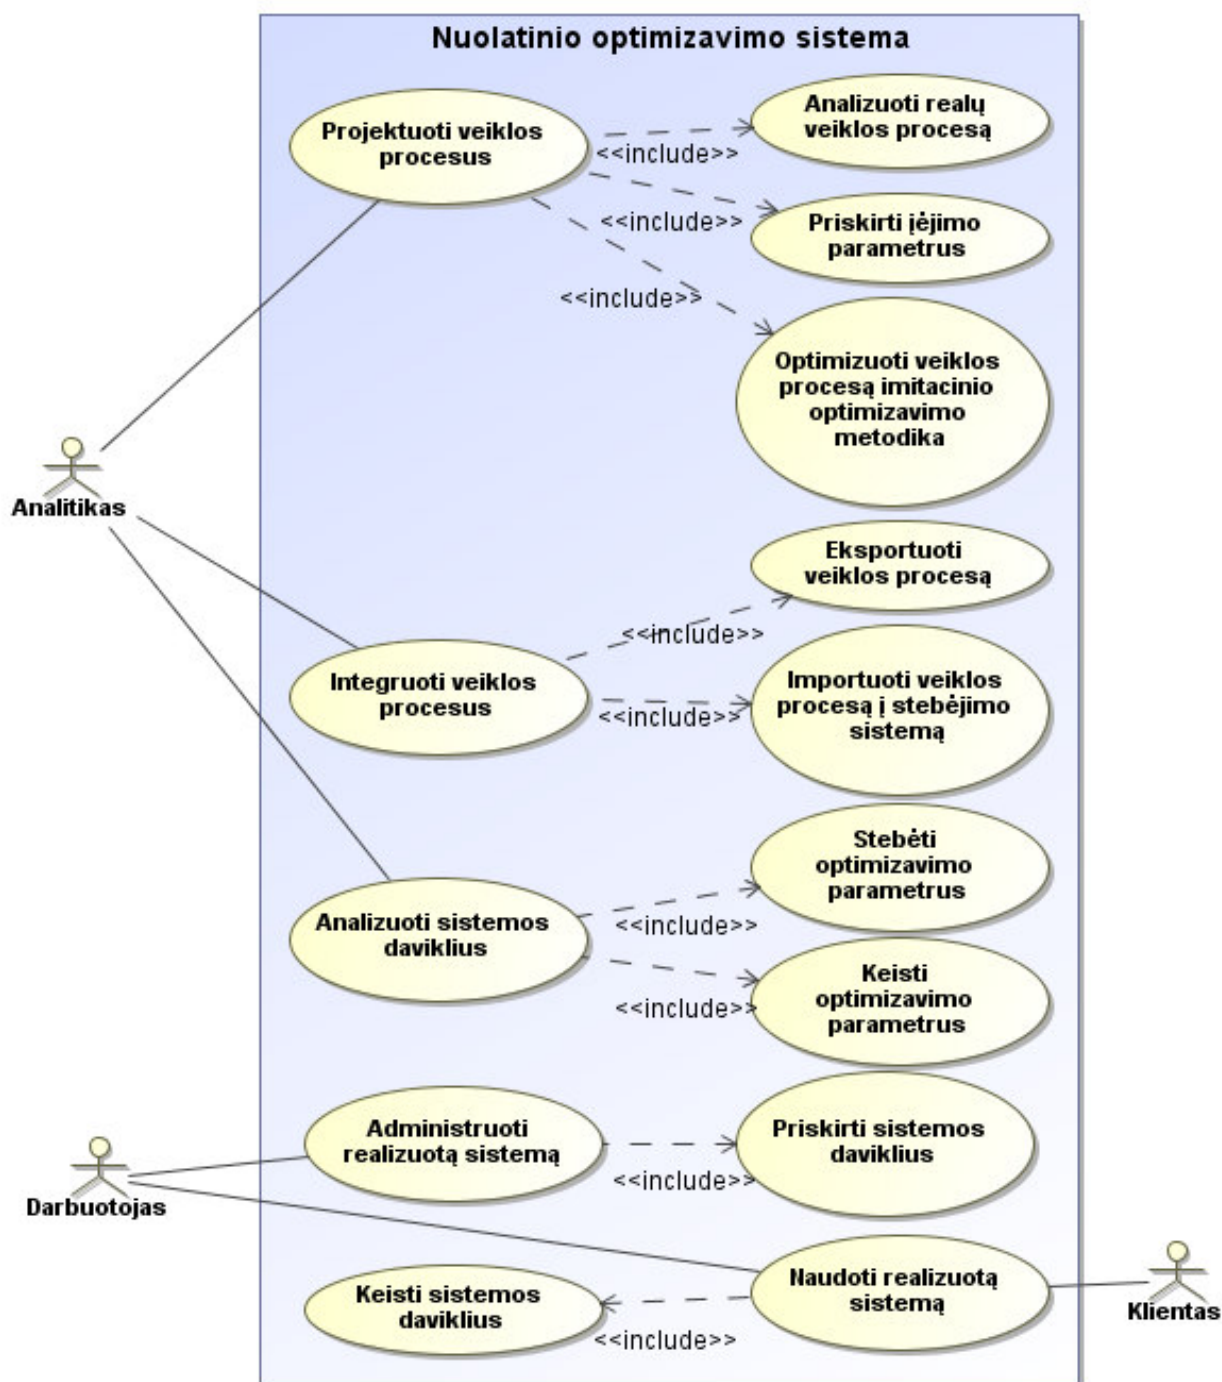 Nuolatinio optimizavimo sistema
Projektuoti veiklos
procesus
Analizuoti realų
veiklos procesą
<<include>>
Priskirti įėjimo
parametrus
<<include>>
<<include>>
Optimizuoti veiklos
procesą imitacinio
optimizavimo
metodika
Analitikas
Eksportuoti
veiklos procesą
<<include>>
Integruoti veiklos
procesus
Importuoti veiklos
procesą į stebėjimo
sistemą
<<include>>
Stebėti
optimizavimo
parametrus
Analizuoti sistemos
daviklius
<<include>>
Keisti
optimizavimo
parametrus
<<include>>
Administruoti
realizuotą sistemą
Priskirti sistemos
daviklius
<<include>>
Darbuotojas
Naudoti realizuotą
sistemą
Keisti sistemos
daviklius
<<include>>
Klientas